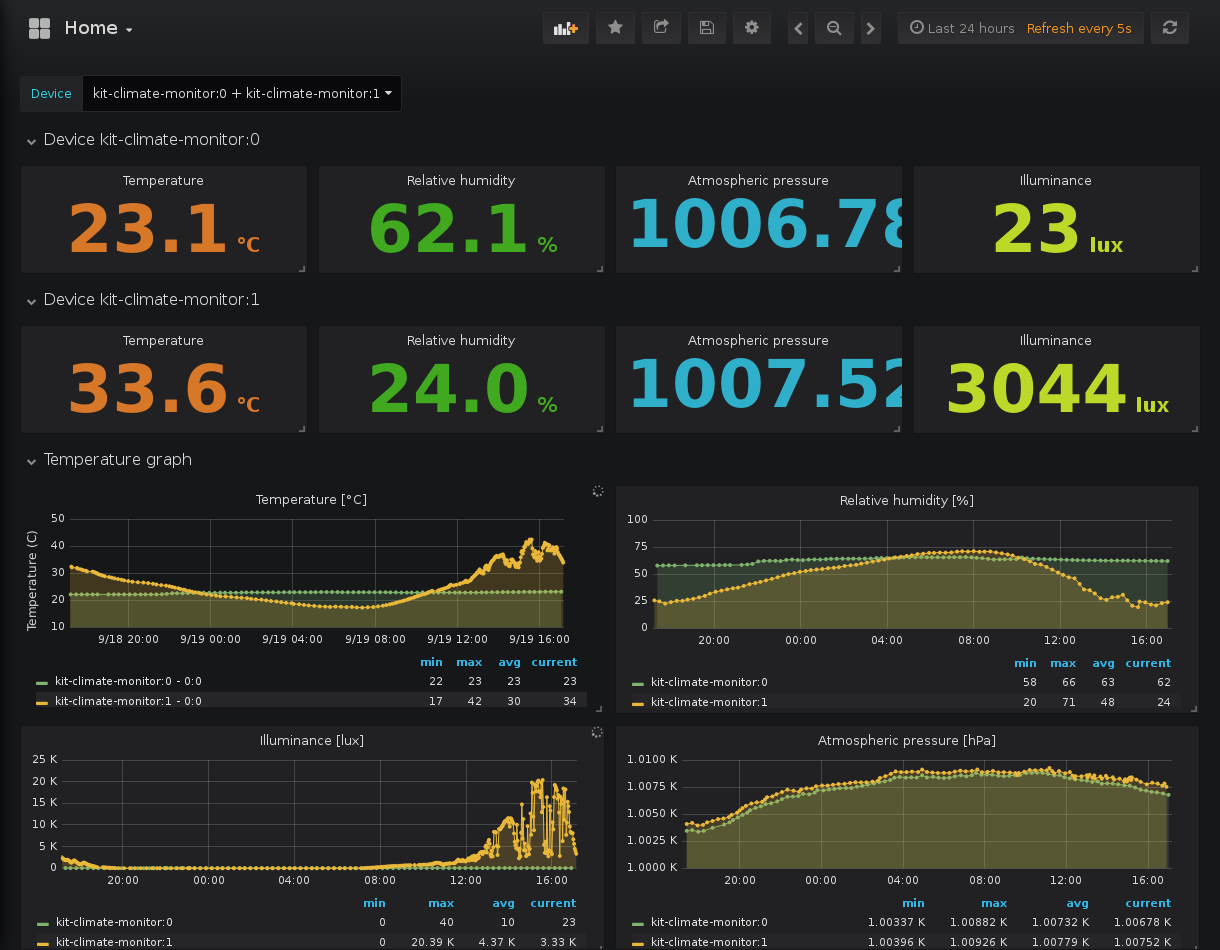 Home
Last 24 hours Refresh every 5s
Device kit-climate-monitor:0 + kit-climate-monitor:1
Device kit-climate-monitor:0
Temperature Relative humidity Atmospheric pressure Illuminance
23.1 °C 62.1 % 1006.78 23 lux
Device kit-climate-monitor:1
Temperature Relative humidity Atmospheric pressure Illuminance
33.6 °C 24.0 % 1007.52 3044 lux
Temperature graph
Temperature [°C]
Temperature (C)
50
40
30
20
10
9/18 20:00 9/19 00:00 9/19 04:00 9/19 08:00 9/19 12:00 9/19 16:00
min max avg current
kit-climate-monitor:0 - 0:0 22 23 23 23
kit-climate-monitor:1 - 0:0 17 42 30 34
Relative humidity [%]
100
75
50
25
0
20:00 00:00 04:00 08:00 12:00 16:00
min max avg current
kit-climate-monitor:0 58 66 63 62
kit-climate-monitor:1 20 71 48 24
Illuminance [lux]
25 K
20 K
15 K
10 K
5 K
0
20:00 00:00 04:00 08:00 12:00 16:00
min max avg current
kit-climate-monitor:0 0 40 10 23
kit-climate-monitor:1 0 20.39 K 4.37 K 3.33 K
Atmospheric pressure [hPa]
1.0100 K
1.0075 K
1.0050 K
1.0025 K
1.0000 K
20:00 00:00 04:00 08:00 12:00 16:00
min max avg current
kit-climate-monitor:0 1.00337 K 1.00882 K 1.00732 K 1.00678 K
kit-climate-monitor:1 1.00396 K 1.00926 K 1.00779 K 1.00752 K